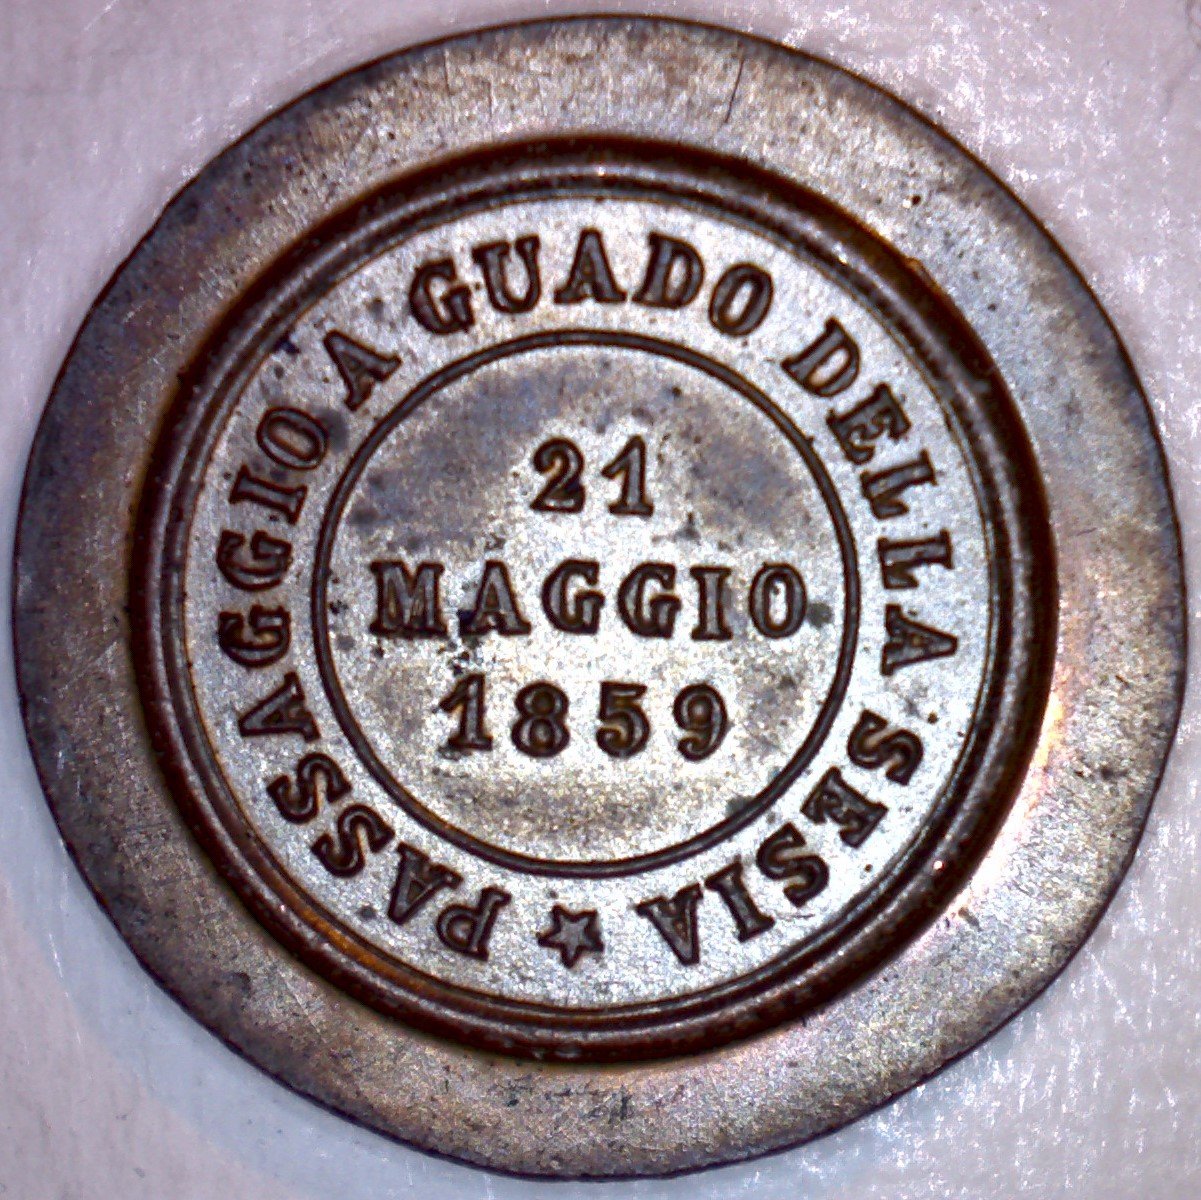 PASSAGGIO A GUADO DELLA SESIA
21
MAGGIO
1859